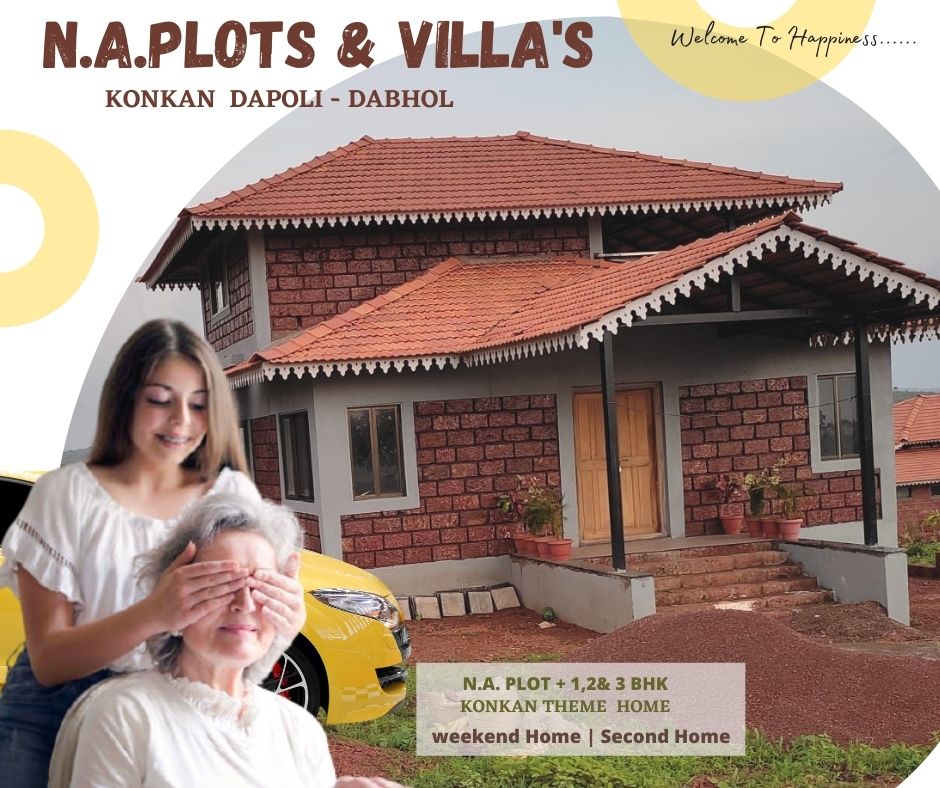 N.A.PLOTS & VILLA'S
Welcome To Happiness......
KONKAN DAPOLI - DABHOL
N.A. PLOT + 1,2& 3 BHK
KONKAN THEME HOME
weekend Home | Second Home